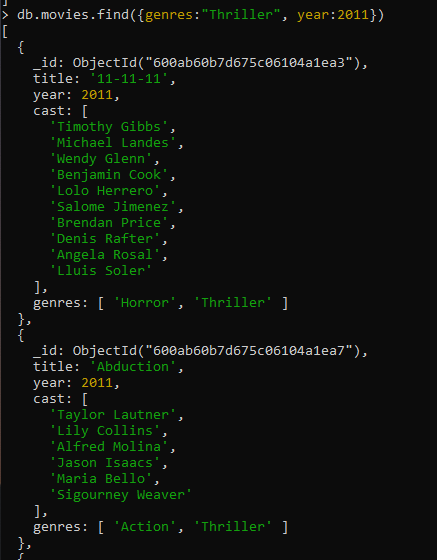 ]
> db.movies.find({genres:"Thriller", year:2011})
[
  {
    _id: ObjectId("600ab60b7d675c06104a1ea3"),
    title: '11-11-11',
    year: 2011,
    cast: [
      'Timothy Gibbs',
      'Michael Landes',
      'Wendy Glenn',
      'Benjamin Cook',
      'Lolo Herrero',
      'Salome Jimenez',
      'Brendan Price',
      'Denis Rafter',
      'Angela Rosal',
      'Lluis Soler'
    ],
    genres: [ 'Horror', 'Thriller' ]
  },
  {
    _id: ObjectId("600ab60b7d675c06104a1ea7"),
    title: 'Abduction',
    year: 2011,
    cast: [
      'Taylor Lautner',
      'Lily Collins',
      'Alfred Molina',
      'Jason Isaacs',
      'Maria Bello',
      'Sigourney Weaver'
    ],
    genres: [ 'Action', 'Thriller' ]
  },
  {